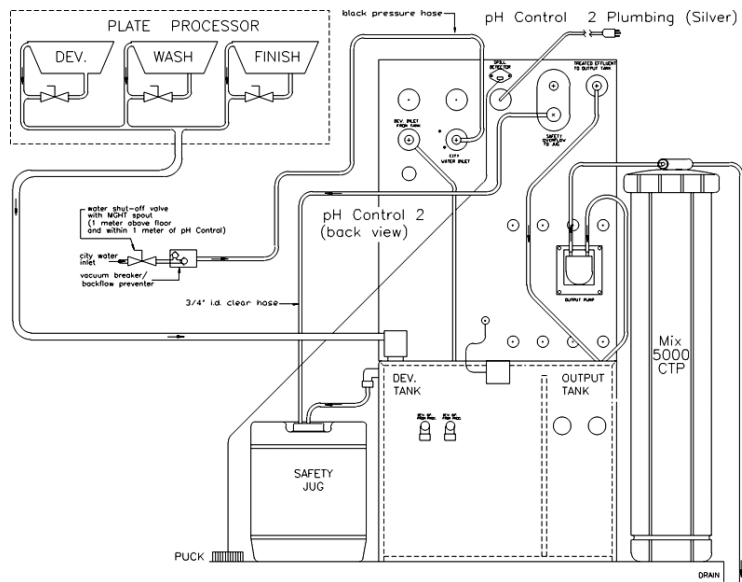 PLATE PROCESSOR
DEV.
WASH
FINISH
black pressure hose
pH Control 2 Plumbing (Silver)
SPILL
DETECTOR
TREATED EFFLUENT
TO OUTPUT TANK
DEV. INLET
FROM TANK
CITY
WATER INLET
SAFETY
OVERFLOW
TO JUG
water shut-off valve
with MGHT spout
(1 meter above floor
and within 1 meter of pH Control)
city water
inlet
vacuum breaker/
backflow preventer
pH Control 2
(back view)
3/4" i.d. clear hose
OUTPUT PUMP
Mix
5000
CTP
DEV.
TANK
OUTPUT
TANK
SAFETY
JUG
PUCK
DRAIN